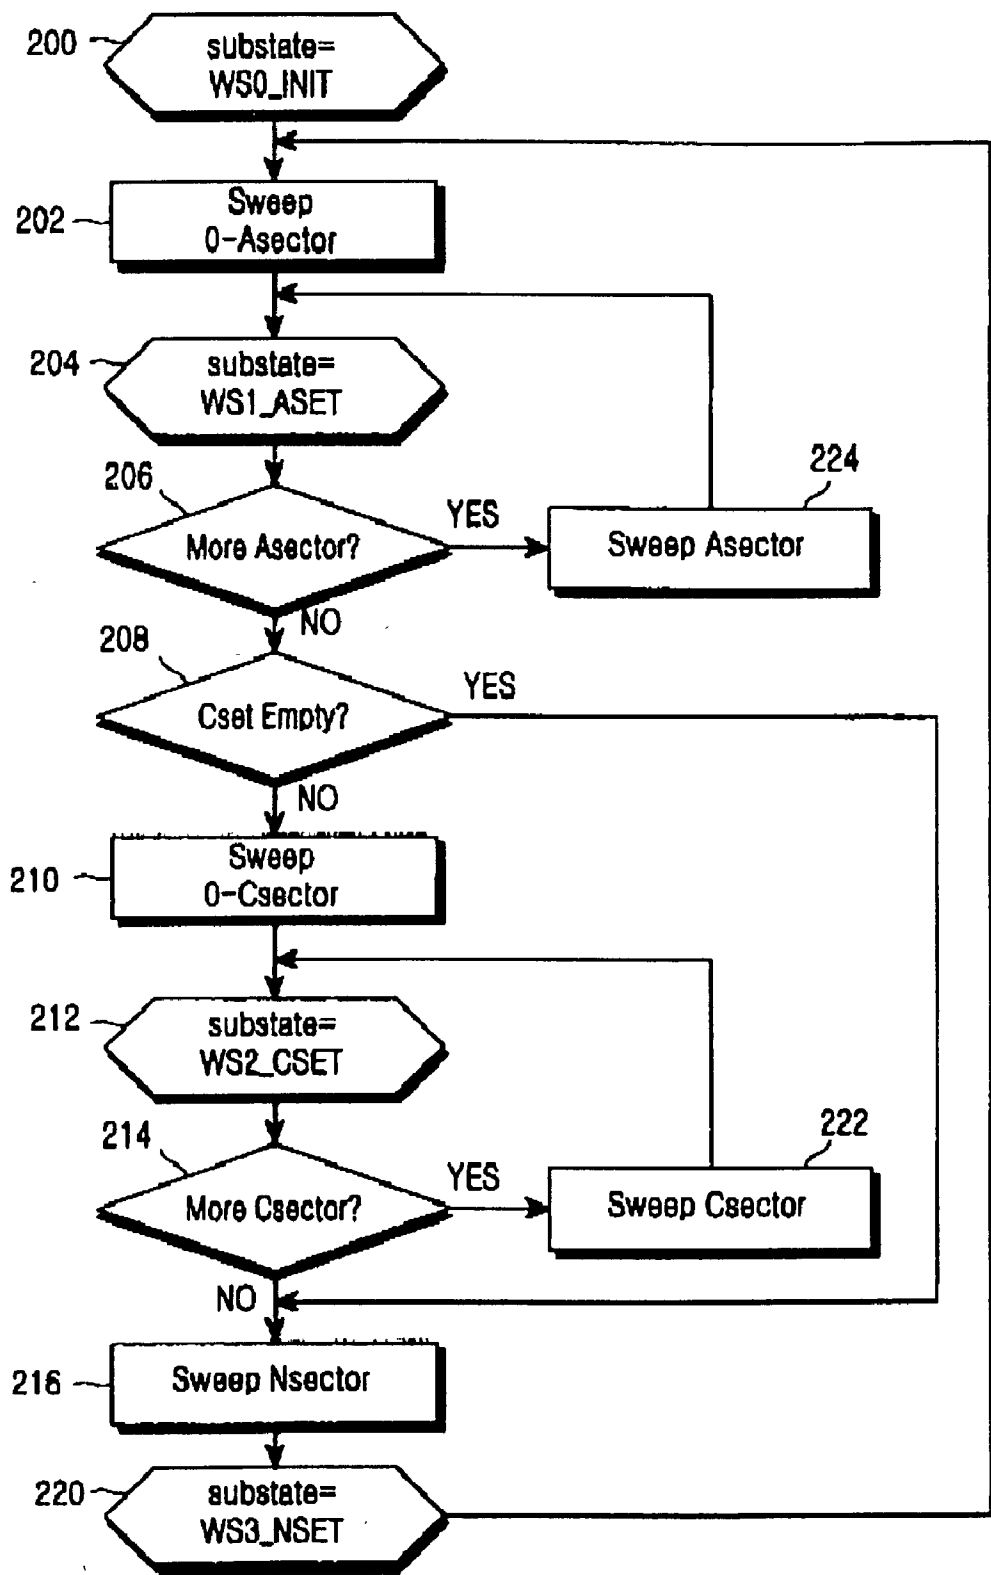 200
substate=
WS0_INIT
202
Sweep
0-Asector
204
substate=
WS1_ASET
206
More Asector?
YES
224
Sweep Asector
NO
208
Cset Empty?
YES
NO
210
Sweep
0-Csector
212
substate=
WS2_CSET
214
More Csector?
YES
222
Sweep Csector
NO
216
Sweep Nsector
220
substate=
WS3_NSET